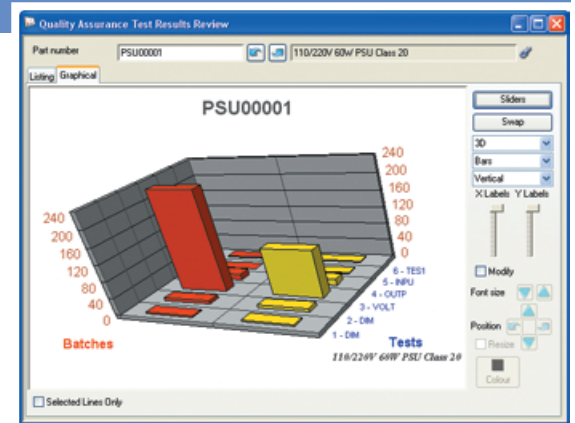 Quality Assurance Test Results Review
Part number
PSU00001
110/220V 60W PSU Class 20
Listing
Graphical
PSU00001
240
200
160
120
80
40
0
240
200
160
120
80
40
0
6 - TES1
5 - INPU
4 - OUTP
3 - VOLT
2 - DIM
1 - DIM
Batches
Tests
110/220V 60W PSU Class 20
Sliders
Swap
3D
Bars
Vertical
X Labels Y Labels
Modify
Font size
Position
Resize
Colour
Selected Lines Only